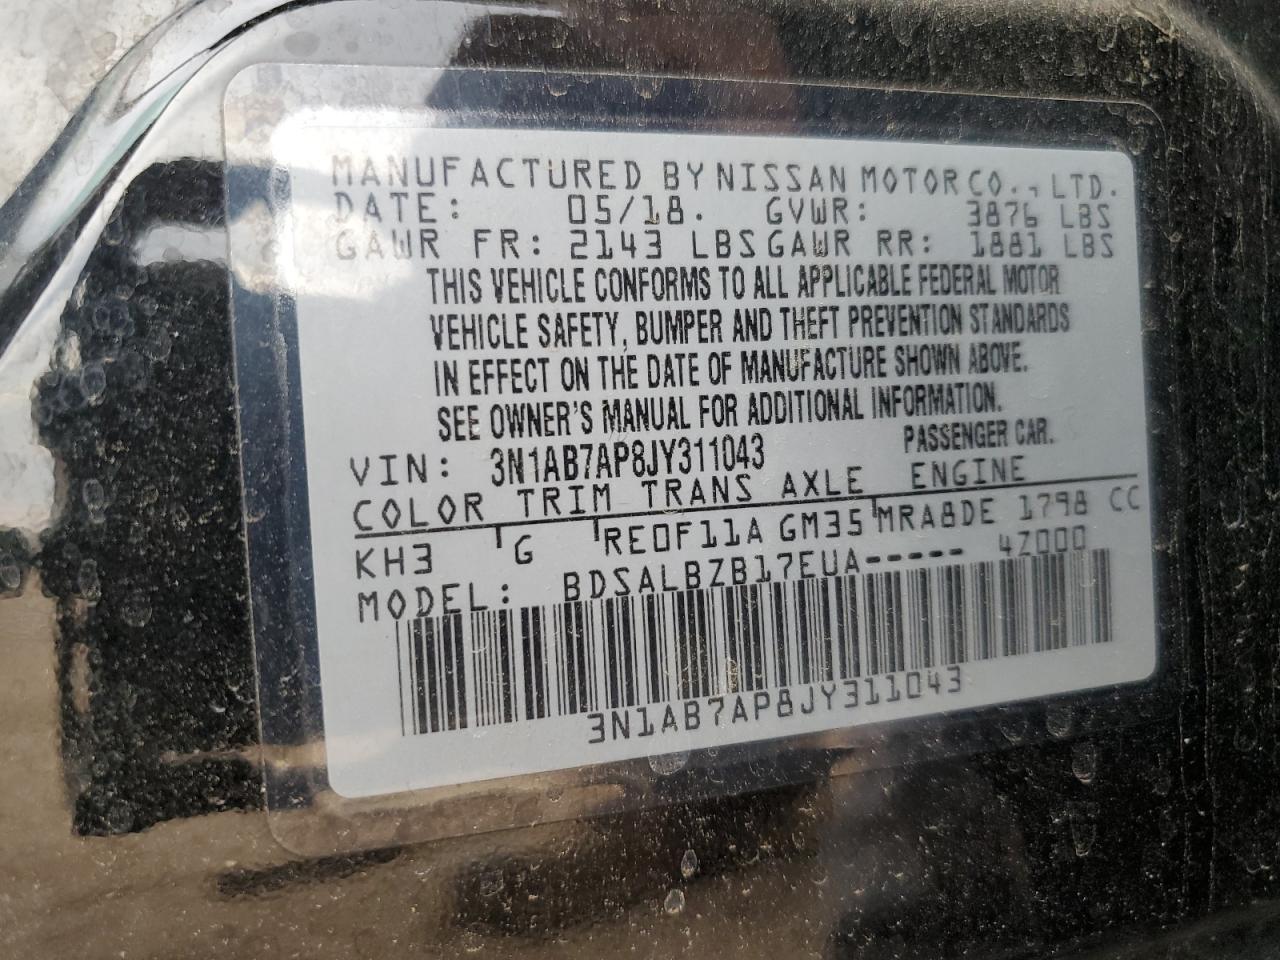 MANUFACTURED BY NISSAN MOTOR CO., LTD.
DATE: 05/18. GVWR: 3876 LBS
GAWR FR: 2143 LBS GAWR RR: 1881 LBS
THIS VEHICLE CONFORMS TO ALL APPLICABLE FEDERAL MOTOR
VEHICLE SAFETY, BUMPER AND THEFT PREVENTION STANDARDS
IN EFFECT ON THE DATE OF MANUFACTURE SHOWN ABOVE.
SEE OWNER'S MANUAL FOR ADDITIONAL INFORMATION.
VIN: 3N1AB7AP8JY311043 PASSENGER CAR.
COLOR TRIM TRANS AXLE ENGINE
KH3 G RE0F11A GM35 MRA8DE 1798 CC
MODEL: BDSALBZB17EUA----- 4Z000
3N1AB7AP8JY311043